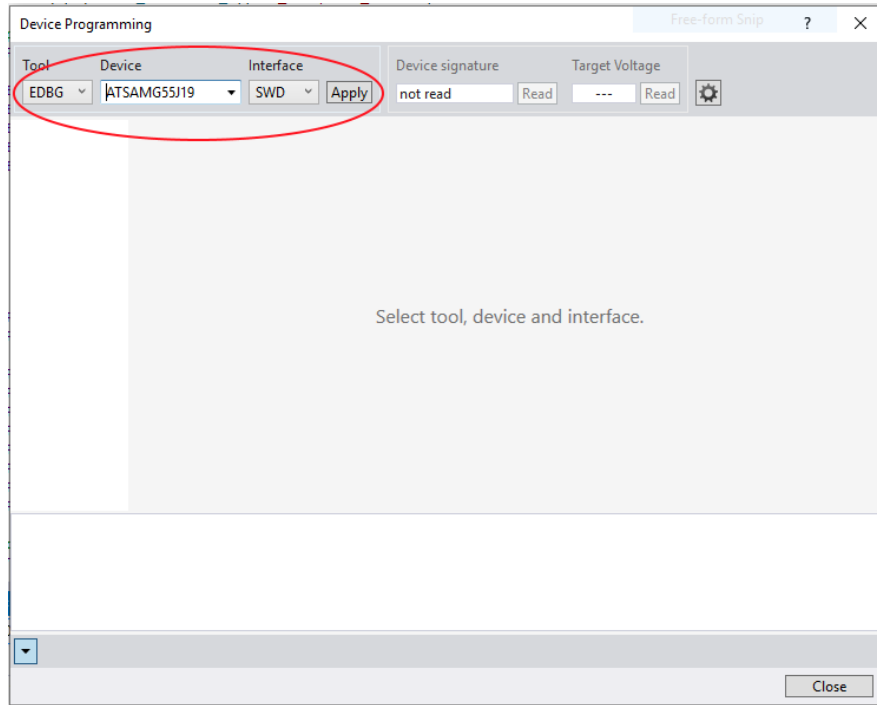 Device Programming
Free-form Snip
?
Tool Device Interface Device signature Target Voltage
EDBG ATSAMG55J19 SWD Apply not read Read --- Read
Select tool, device and interface.
Close